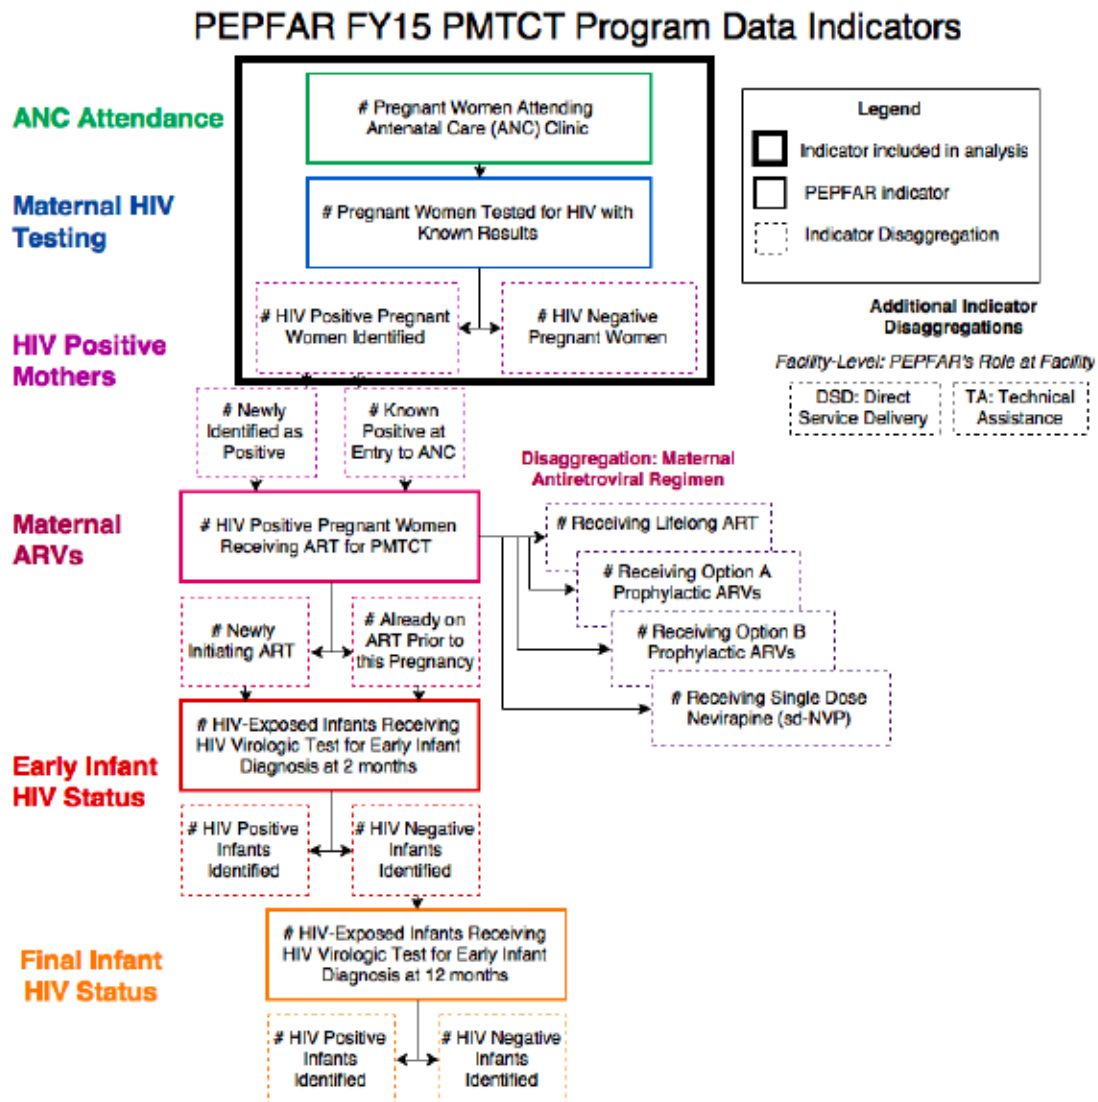 PEPFAR FY15 PMTCT Program Data Indicators
ANC Attendance
# Pregnant Women Attending
Antenatal Care (ANC) Clinic
Legend
Indicator included in analysis
PEPFAR indicator
Indicator Disaggregation
Maternal HIV
Testing
# Pregnant Women Tested for HIV with
Known Results
HIV Positive
Mothers
# HIV Positive Pregnant
Women Identified
# HIV Negative
Pregnant Women
Additional Indicator
Disaggregations
Facility-Level: PEPFAR's Role at Facility
DSD: Direct
Service Delivery
TA: Technical
Assistance
# Newly
Identified as
Positive
# Known
Positive at
Entry to ANC
Disaggregation: Maternal
Antiretroviral Regimen
Maternal
ARVs
# HIV Positive Pregnant Women
Receiving ART for PMTCT
# Receiving Lifelong ART
# Receiving Option A
Prophylactic ARVs
# Receiving Option B
Prophylactic ARVs
# Receiving Single Dose
Nevirapine (sd-NVP)
# Newly
Initiating ART
# Already on
ART Prior to
this Pregnancy
Early Infant
HIV Status
# HIV-Exposed Infants Receiving
HIV Virologic Test for Early Infant
Diagnosis at 2 months
# HIV Positive
Infants
Identified
# HIV Negative
Infants
Identified
Final Infant
HIV Status
# HIV-Exposed Infants Receiving
HIV Virologic Test for Early Infant
Diagnosis at 12 months
# HIV Positive
Infants
Identified
# HIV Negative
Infants
Identified